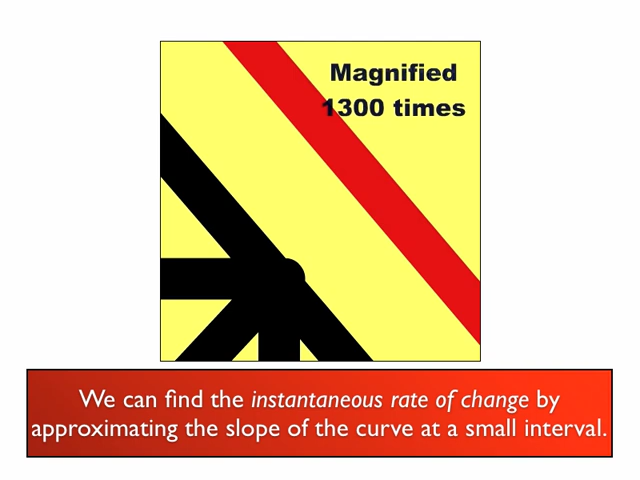 Magnified
1300 times
We can find the instantaneous rate of change by
approximating the slope of the curve at a small interval.